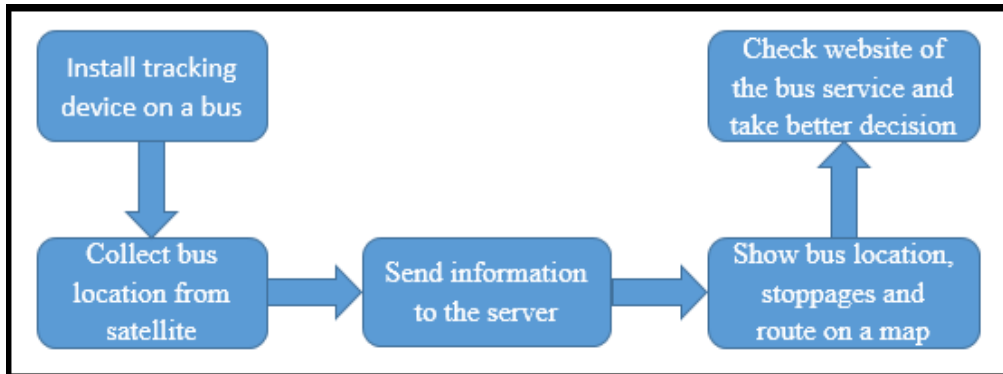 Install tracking
device on a bus
Collect bus
location from
satellite
Send information
to the server
Show bus location,
stoppages and
route on a map
Check website of
the bus service and
take better decision